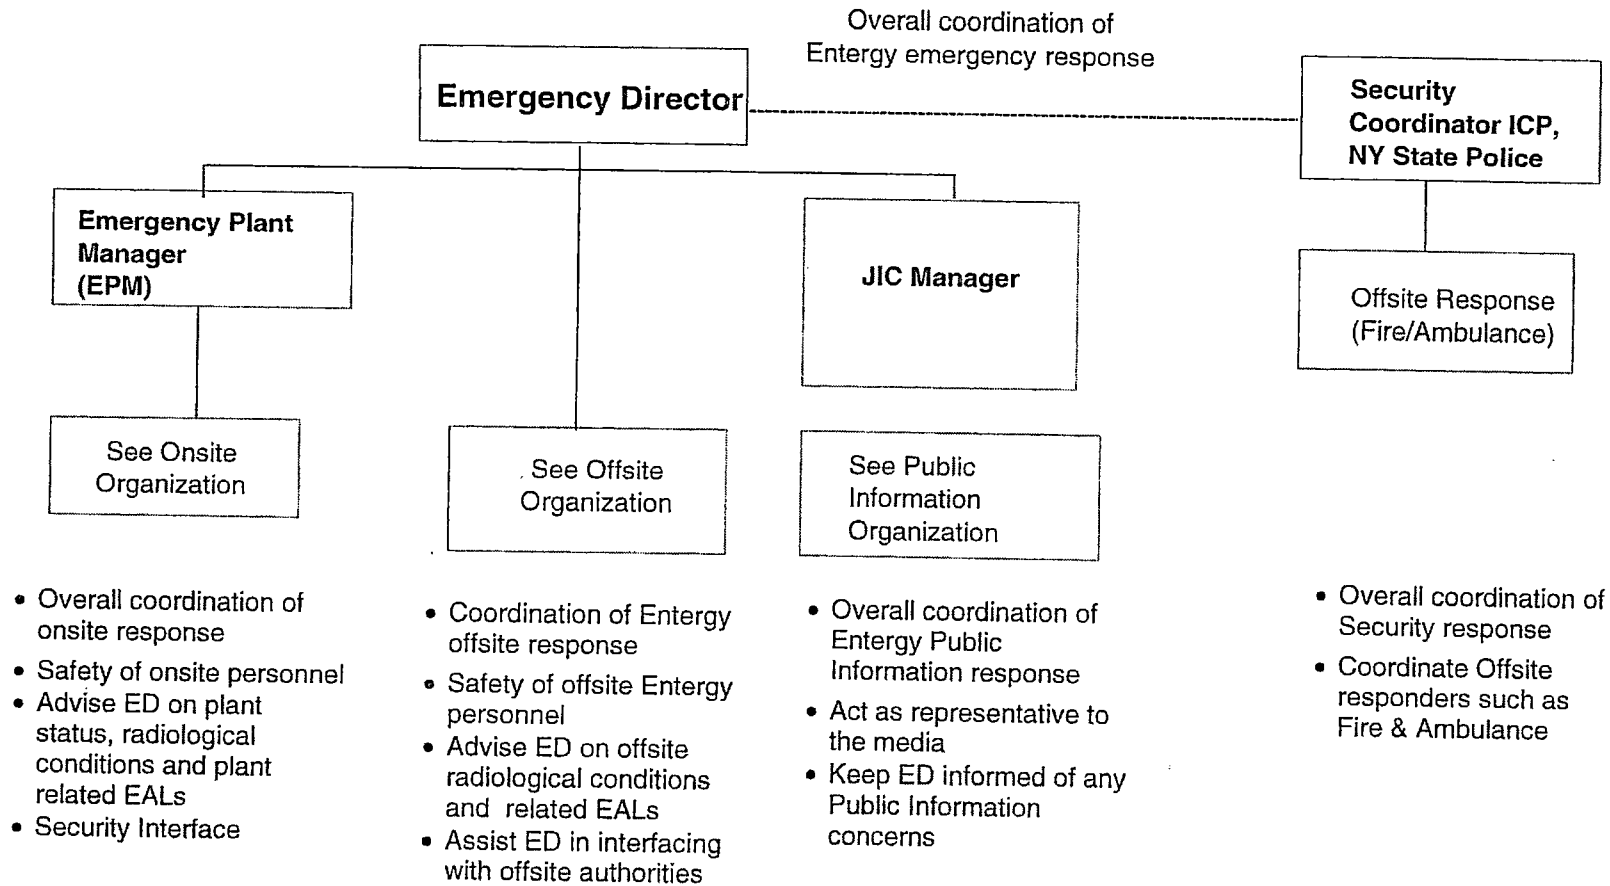 Overall coordination of
Entergy emergency response
Emergency Director
Security
Coordinator ICP,
NY State Police
Emergency Plant
Manager
(EPM)
JIC Manager
Offsite Response
(Fire/Ambulance)
See Onsite
Organization
See Offsite
Organization
See Public
Information
Organization
• Overall coordination of
onsite response
• Safety of onsite personnel
• Advise ED on plant
status, radiological
conditions and plant
related EALs
• Security Interface
• Coordination of Entergy
offsite response
• Safety of offsite Entergy
personnel
• Advise ED on offsite
radiological conditions
and related EALs
• Assist ED in interfacing
with offsite authorities
• Overall coordination of
Entergy Public
Information response
• Act as representative to
the media
• Keep ED informed of any
Public Information
concerns
• Overall coordination of
Security response
• Coordinate Offsite
responders such as
Fire & Ambulance